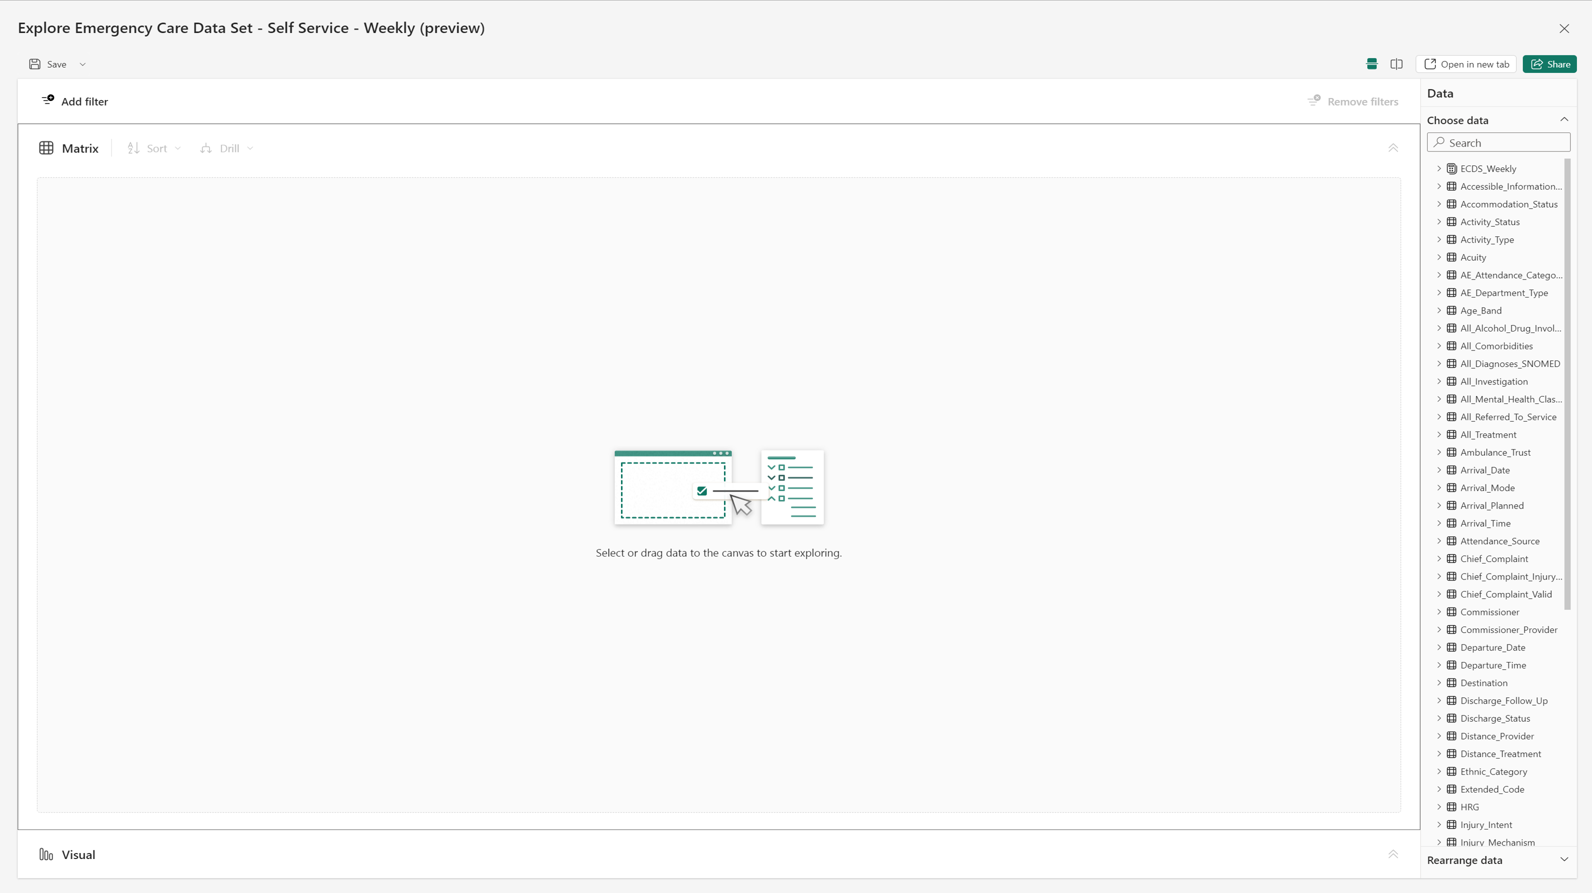 Explore Emergency Care Data Set - Self Service - Weekly (preview)
Save
Open in new tab
Share
Add filter
Remove filters
Matrix
Sort
Drill
Select or drag data to the canvas to start exploring.
Visual
Data
Choose data
Search
ECDS_Weekly
Accessible_Information...
Accommodation_Status
Activity_Status
Activity_Type
Acuity
AE_Attendance_Catego...
AE_Department_Type
Age_Band
All_Alcohol_Drug_Invol...
All_Comorbidities
All_Diagnoses_SNOMED
All_Investigation
All_Mental_Health_Clas...
All_Referred_To_Service
All_Treatment
Ambulance_Trust
Arrival_Date
Arrival_Mode
Arrival_Planned
Arrival_Time
Attendance_Source
Chief_Complaint
Chief_Complaint_Injury...
Chief_Complaint_Valid
Commissioner
Commissioner_Provider
Departure_Date
Departure_Time
Destination
Discharge_Follow_Up
Discharge_Status
Distance_Provider
Distance_Treatment
Ethnic_Category
Extended_Code
HRG
Injury_Intent
Injury_Mechanism
Rearrange data